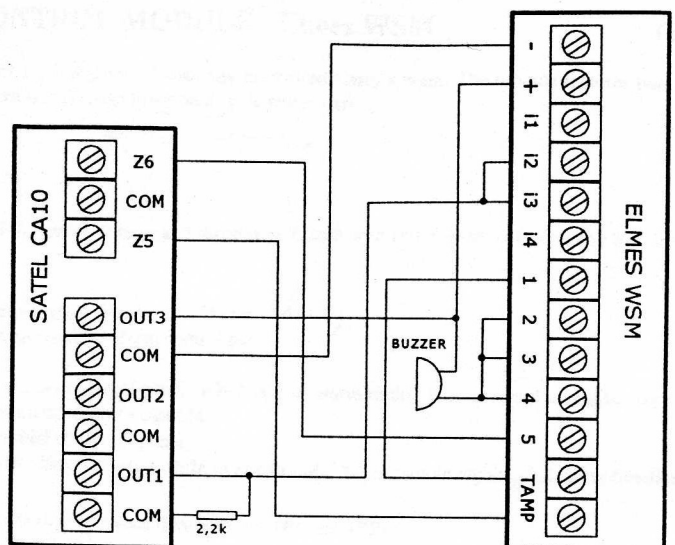 SATEL CA10
Z6
COM
Z5
OUT3
COM
OUT2
COM
OUT1
COM
2,2k
BUZZER
-
+
i1
i2
i3
i4
1
2
3
4
5
TAMP
ELMES WSM